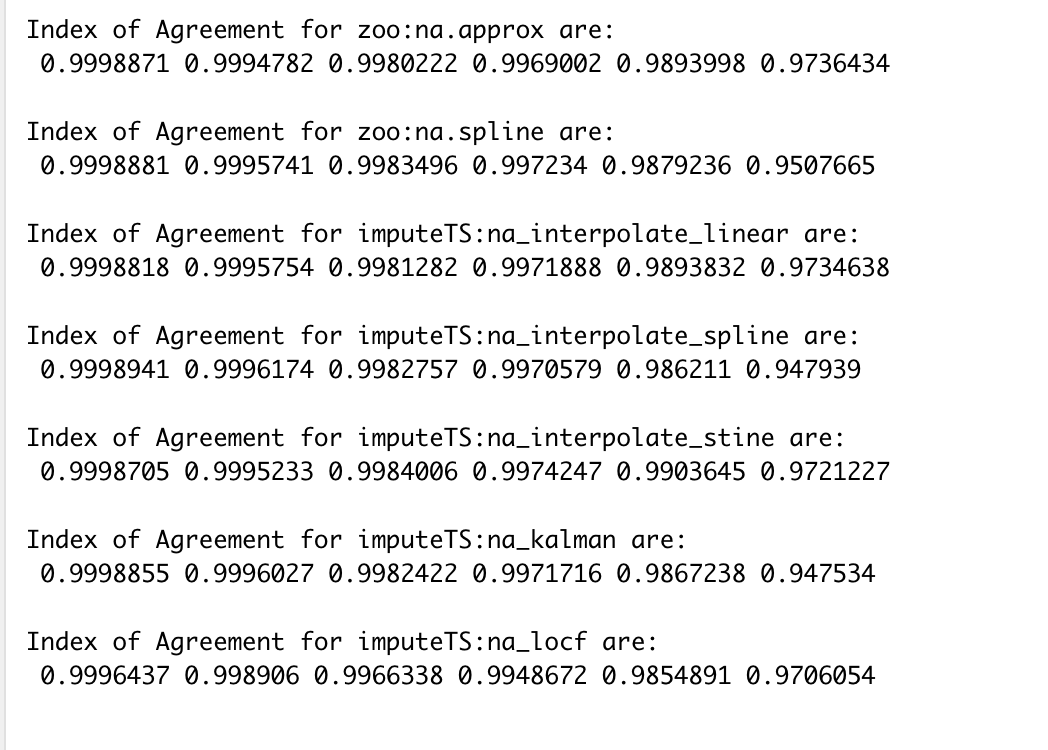 Index of Agreement for zoo:na.approx are:
0.9998871 0.9994782 0.9980222 0.9969002 0.9893998 0.9736434
Index of Agreement for zoo:na.spline are:
0.9998881 0.9995741 0.9983496 0.997234 0.9879236 0.9507665
Index of Agreement for imputeTS:na_interpolate_linear are:
0.9998818 0.9995754 0.9981282 0.9971888 0.9893832 0.9734638
Index of Agreement for imputeTS:na_interpolate_spline are:
0.9998941 0.9996174 0.9982757 0.9970579 0.986211 0.947939
Index of Agreement for imputeTS:na_interpolate_stine are:
0.9998705 0.9995233 0.9984006 0.9974247 0.9903645 0.9721227
Index of Agreement for imputeTS:na_kalman are:
0.9998855 0.9996027 0.9982422 0.9971716 0.9867238 0.947534
Index of Agreement for imputeTS:na_locf are:
0.9996437 0.998906 0.9966338 0.9948672 0.9854891 0.9706054